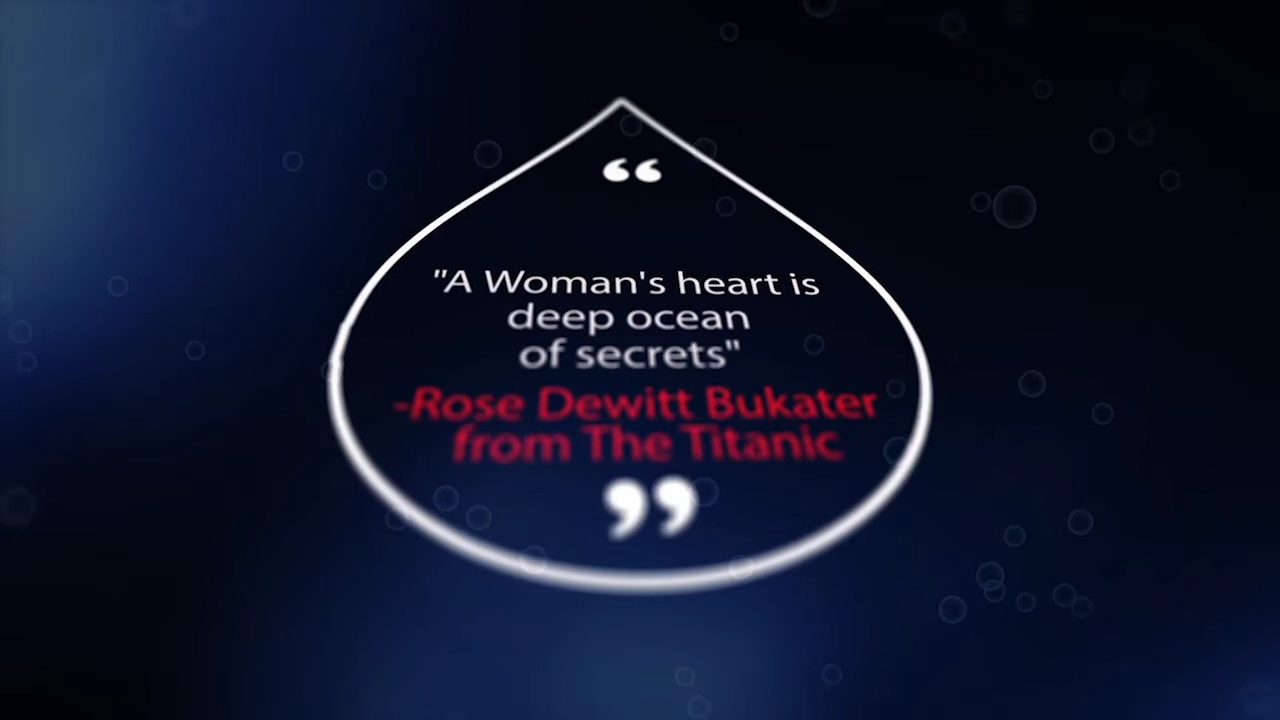 “
"A Woman's heart is
deep ocean
of secrets"
-Rose Dewitt Bukater
from The Titanic
”